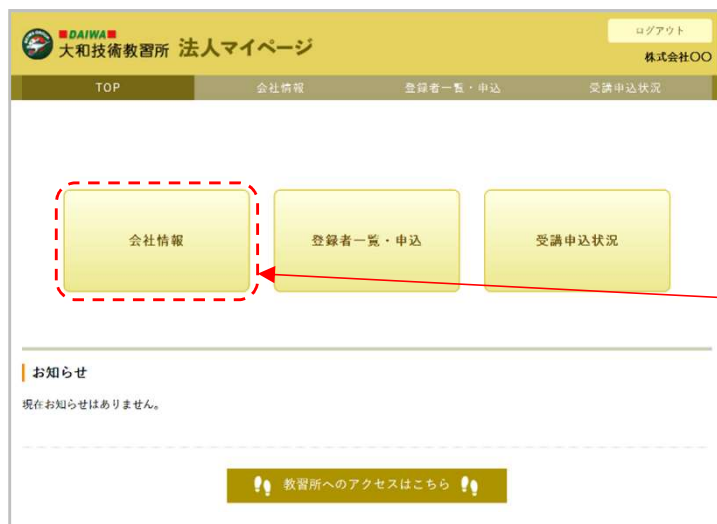 ■DAIWA■
大和技術教習所 法人マイページ
ログアウト
株式会社〇〇
TOP 会社情報 登録者一覧・申込 受講申込状況
会社情報 登録者一覧・申込 受講申込状況
お知らせ
現在お知らせはありません。
教習所へのアクセスはこちら